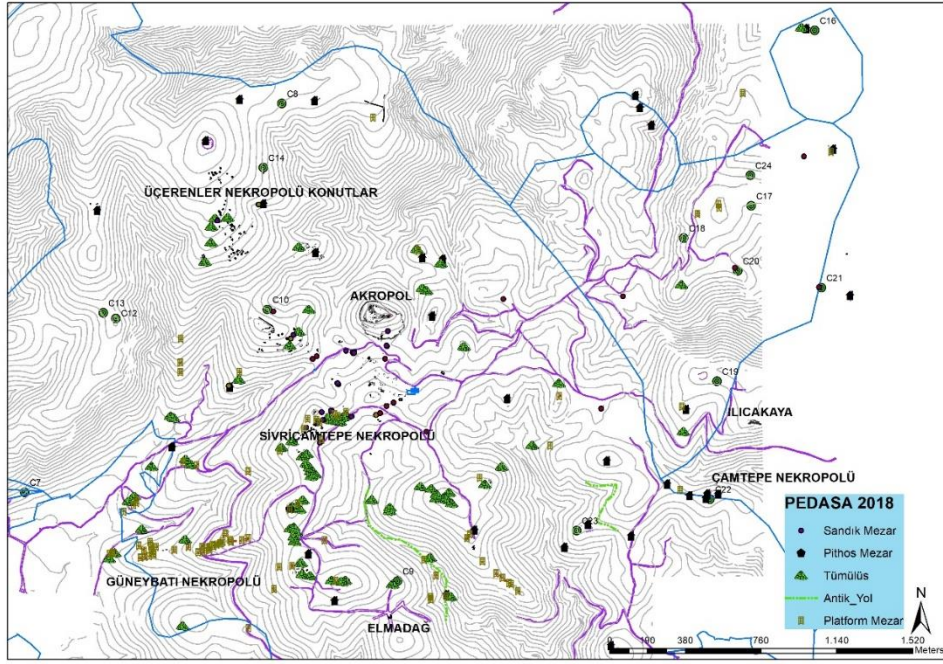 C16
C8
C14
C24
ÜÇERENLER NEKROPOLÜ KONUTLAR
C17
C18
C20
C21
C13
C12
C10
AKROPOL
C19
ILICAKAYA
SİVRİÇAMTEPE NEKROPOLÜ
ÇAMTEPE NEKROPOLÜ
C7
C22
C23
GÜNEYBATI NEKROPOLÜ
C9
ELMADAĞ
PEDASA 2018
Sandık Mezar
Pithos Mezar
Tümülüs
Antik_Yol
Platform Mezar
N
0 190 380 760 1.140 1.520
Meters